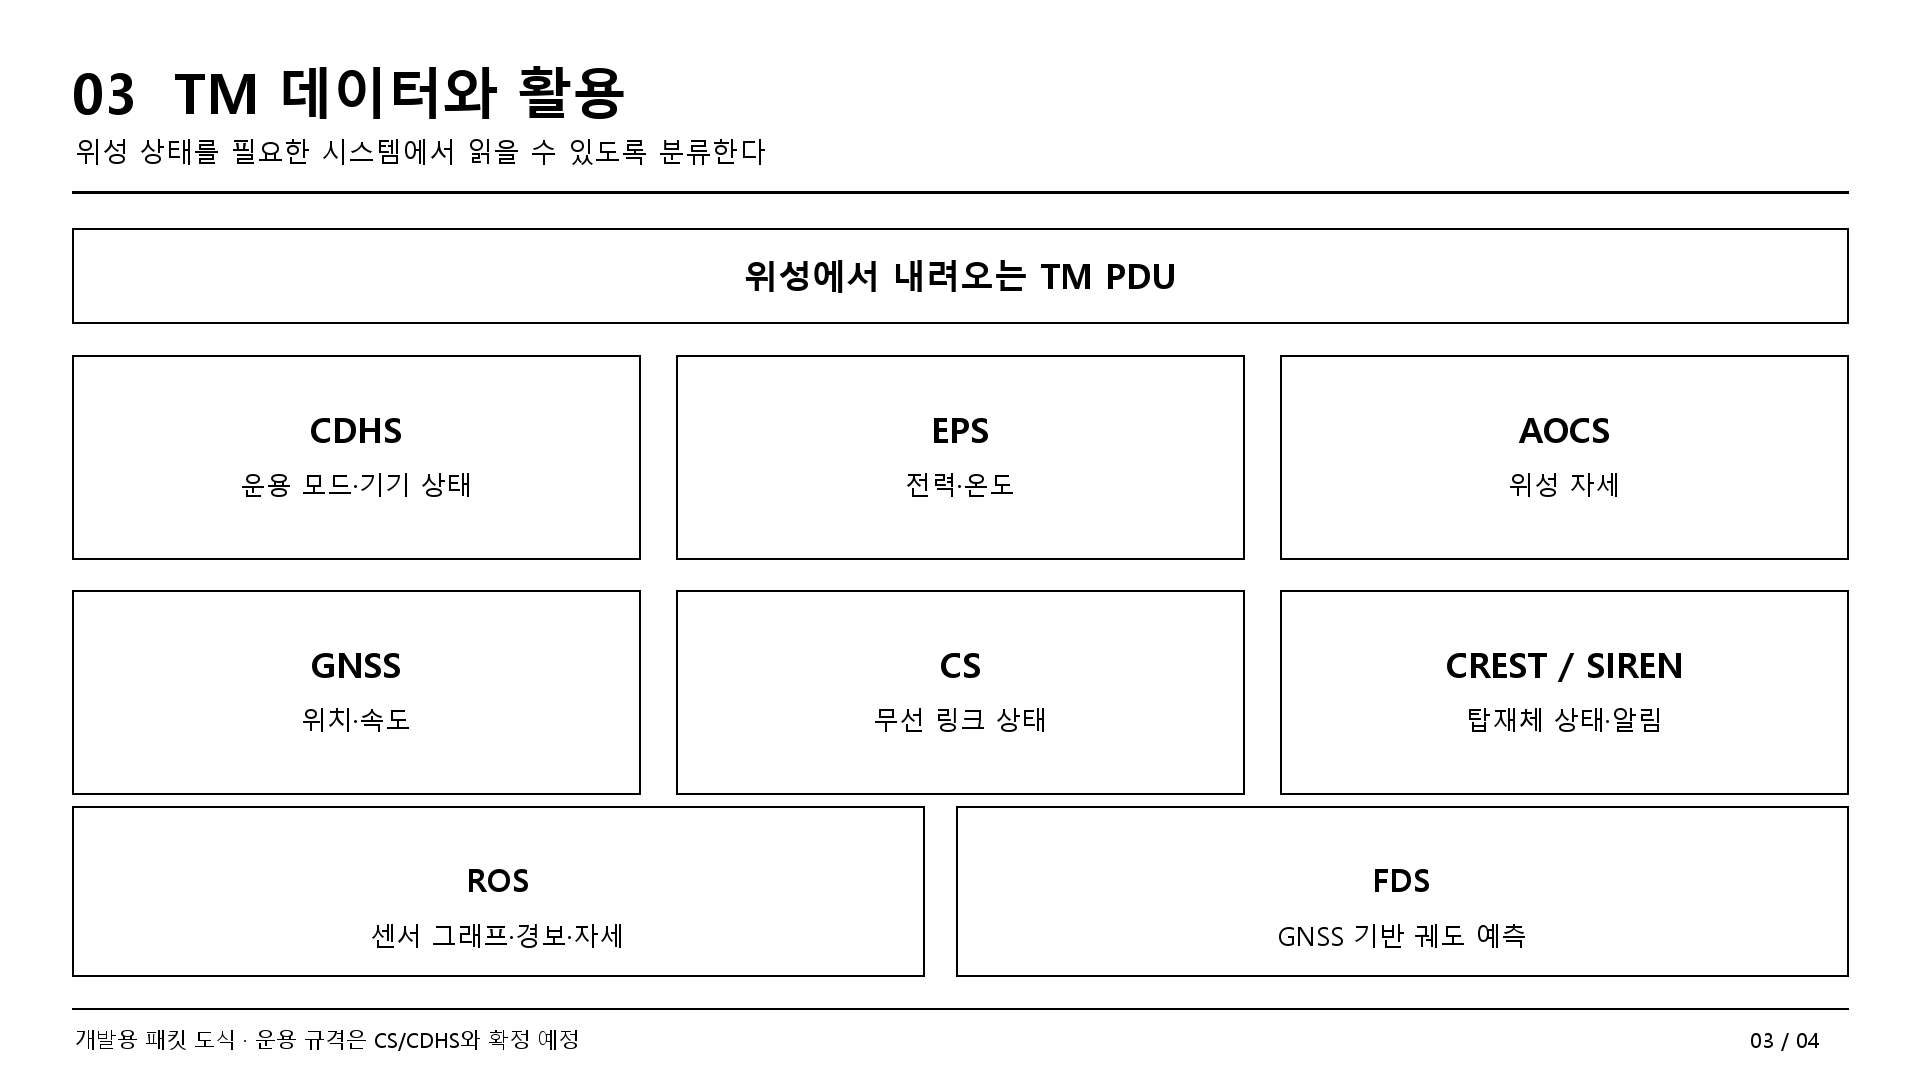 03 TM 데이터와 활용
위성 상태를 필요한 시스템에서 읽을 수 있도록 분류한다
위성에서 내려오는 TM PDU
CDHS
운용 모드·기기 상태
EPS
전력·온도
AOCS
위성 자세
GNSS
위치·속도
CS
무선 링크 상태
CREST / SIREN
탑재체 상태·알림
ROS
센서 그래프·경보·자세
FDS
GNSS 기반 궤도 예측
개발용 패킷 도식 · 운용 규격은 CS/CDHS와 확정 예정
03 / 04